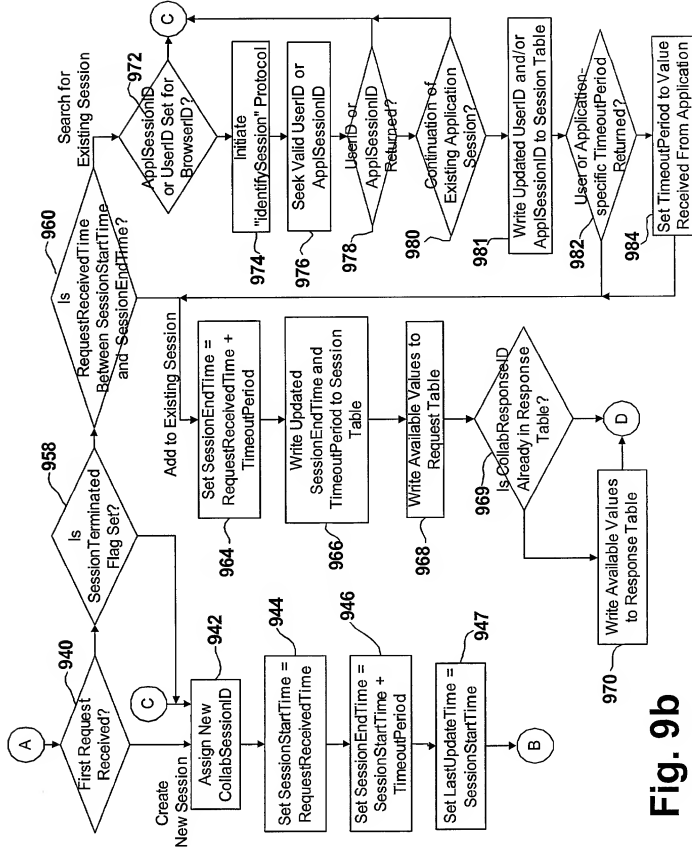 A
First Request
Received?
940
Create
New Session
C
Assign New
CollabSessionID
942
Set SessionStartTime =
RequestReceivedTime
944
Set SessionEndTime =
SessionStartTime +
TimeoutPeriod
946
Set LastUpdateTime =
SessionStartTime
947
B
Is
SessionTerminated
Flag Set?
958
Is
RequestReceivedTime
Between SessionStartTime
and SessionEndTime?
960
Add to Existing Session
Set SessionEndTime =
RequestReceivedTime +
TimeoutPeriod
964
Write Updated
SessionEndTime and
TimeoutPeriod to Session
Table
966
Write Available Values to
Request Table
968
Is CollabResponseID
Already In Response
Table?
969
Write Available Values
to Response Table
970
D
Search for
Existing Session
ApplSessionID
or UserID Set for
BrowserID?
972
C
Initiate
"identifySession" Protocol
974
Seek Valid UserID or
ApplSessionID
976
UserID or
ApplSessionID
Returned?
978
Continuation of
Existing Application
Session?
980
Write Updated UserID and/or
ApplSessionID to Session Table
981
User or Application-
specific TimeoutPeriod
Returned?
982
Set TimeoutPeriod to Value
Received From Application
984
Fig. 9b